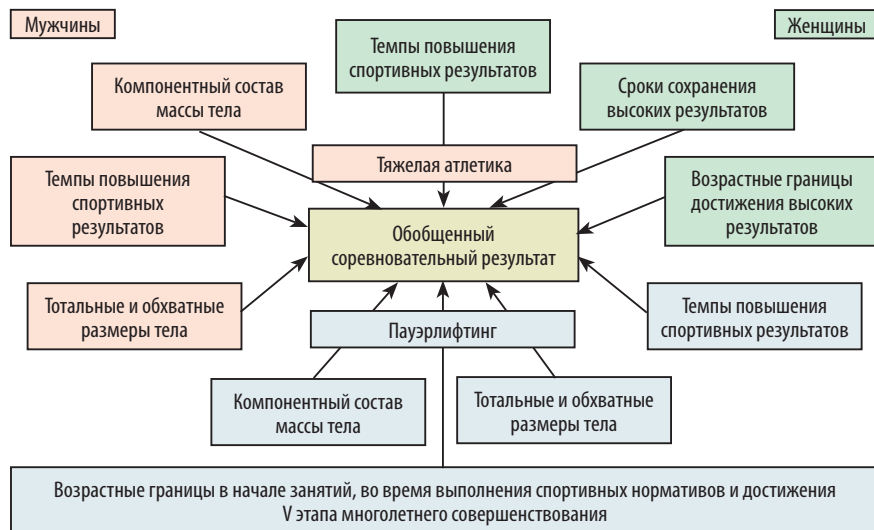 Мужчины
Женщины
Темпы повышения
спортивных результатов
Компонентный состав
массы тела
Сроки сохранения
высоких результатов
Тяжелая атлетика
Темпы повышения
спортивных
результатов
Возрастные границы
достижения высоких
результатов
Обобщенный
соревновательный результат
Тотальные и обхватные
размеры тела
Темпы повышения
спортивных результатов
Пауэрлифтинг
Компонентный состав
массы тела
Тотальные и обхватные
размеры тела
Возрастные границы в начале занятий, во время выполнения спортивных нормативов и достижения
V этапа многолетнего совершенствования